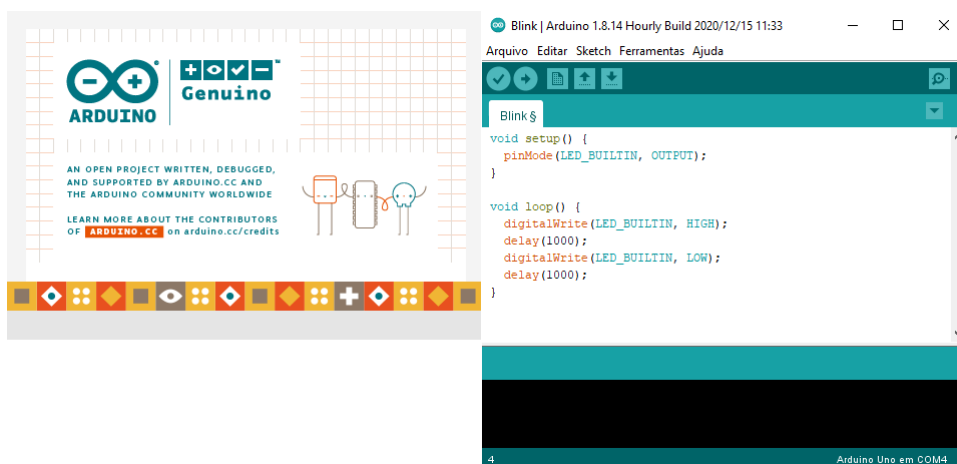 ARDUINO
Genuino™
AN OPEN PROJECT WRITTEN, DEBUGGED,
AND SUPPORTED BY ARDUINO.CC AND
THE ARDUINO COMMUNITY WORLDWIDE
LEARN MORE ABOUT THE CONTRIBUTORS
OF ARDUINO.CC on arduino.cc/credits
Blink | Arduino 1.8.14 Hourly Build 2020/12/15 11:33
Arquivo Editar Sketch Ferramentas Ajuda
Blink §
void setup() {
  pinMode(LED_BUILTIN, OUTPUT);
}
void loop() {
  digitalWrite(LED_BUILTIN, HIGH);
  delay(1000);
  digitalWrite(LED_BUILTIN, LOW);
  delay(1000);
}
4
Arduino Uno em COM4